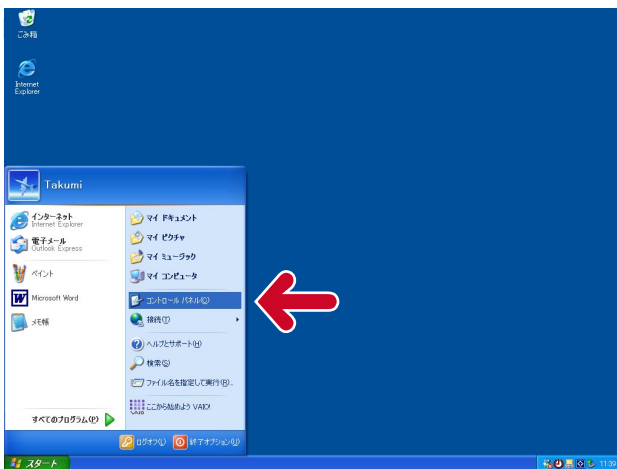 ごみ箱
Internet
Explorer
Takumi
インターネット
Internet Explorer
電子メール
Outlook Express
ペイント
Microsoft Word
メモ帳
すべてのプログラム(P)
マイ ドキュメント
マイ ピクチャ
マイ ミュージック
マイ コンピュータ
コントロール パネル(C)
接続(T)
ヘルプとサポート(H)
検索(S)
ファイル名を指定して実行(R)...
VAIO
ここから始めよう VAIO!
ログオフ(L)
終了オプション(U)
スタート
11:39